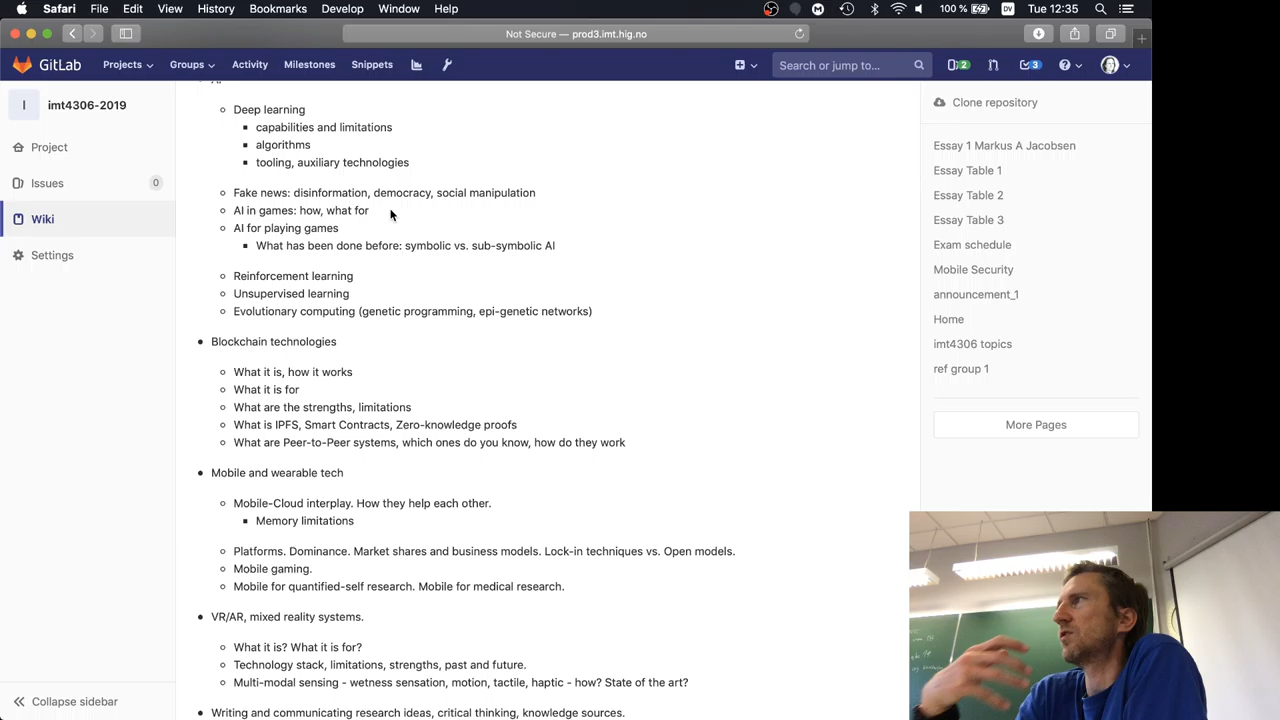 Safari File Edit View History Bookmarks Develop Window Help 100 % DV Tue 12:35
Not Secure — prod3.imt.hig.no
GitLab Projects Groups Activity Milestones Snippets Search or jump to... 2 3
I imt4306-2019
Project
Issues 0
Wiki
Settings
Collapse sidebar
Deep learning
capabilities and limitations
algorithms
tooling, auxiliary technologies
Fake news: disinformation, democracy, social manipulation
AI in games: how, what for
AI for playing games
What has been done before: symbolic vs. sub-symbolic AI
Reinforcement learning
Unsupervised learning
Evolutionary computing (genetic programming, epi-genetic networks)
Blockchain technologies
What it is, how it works
What it is for
What are the strengths, limitations
What is IPFS, Smart Contracts, Zero-knowledge proofs
What are Peer-to-Peer systems, which ones do you know, how do they work
Mobile and wearable tech
Mobile-Cloud interplay. How they help each other.
Memory limitations
Platforms. Dominance. Market shares and business models. Lock-in techniques vs. Open models.
Mobile gaming.
Mobile for quantified-self research. Mobile for medical research.
VR/AR, mixed reality systems.
What it is? What it is for?
Technology stack, limitations, strengths, past and future.
Multi-modal sensing - wetness sensation, motion, tactile, haptic - how? State of the art?
Writing and communicating research ideas, critical thinking, knowledge sources.
Clone repository
Essay 1 Markus A Jacobsen
Essay Table 1
Essay Table 2
Essay Table 3
Exam schedule
Mobile Security
announcement_1
Home
imt4306 topics
ref group 1
More Pages